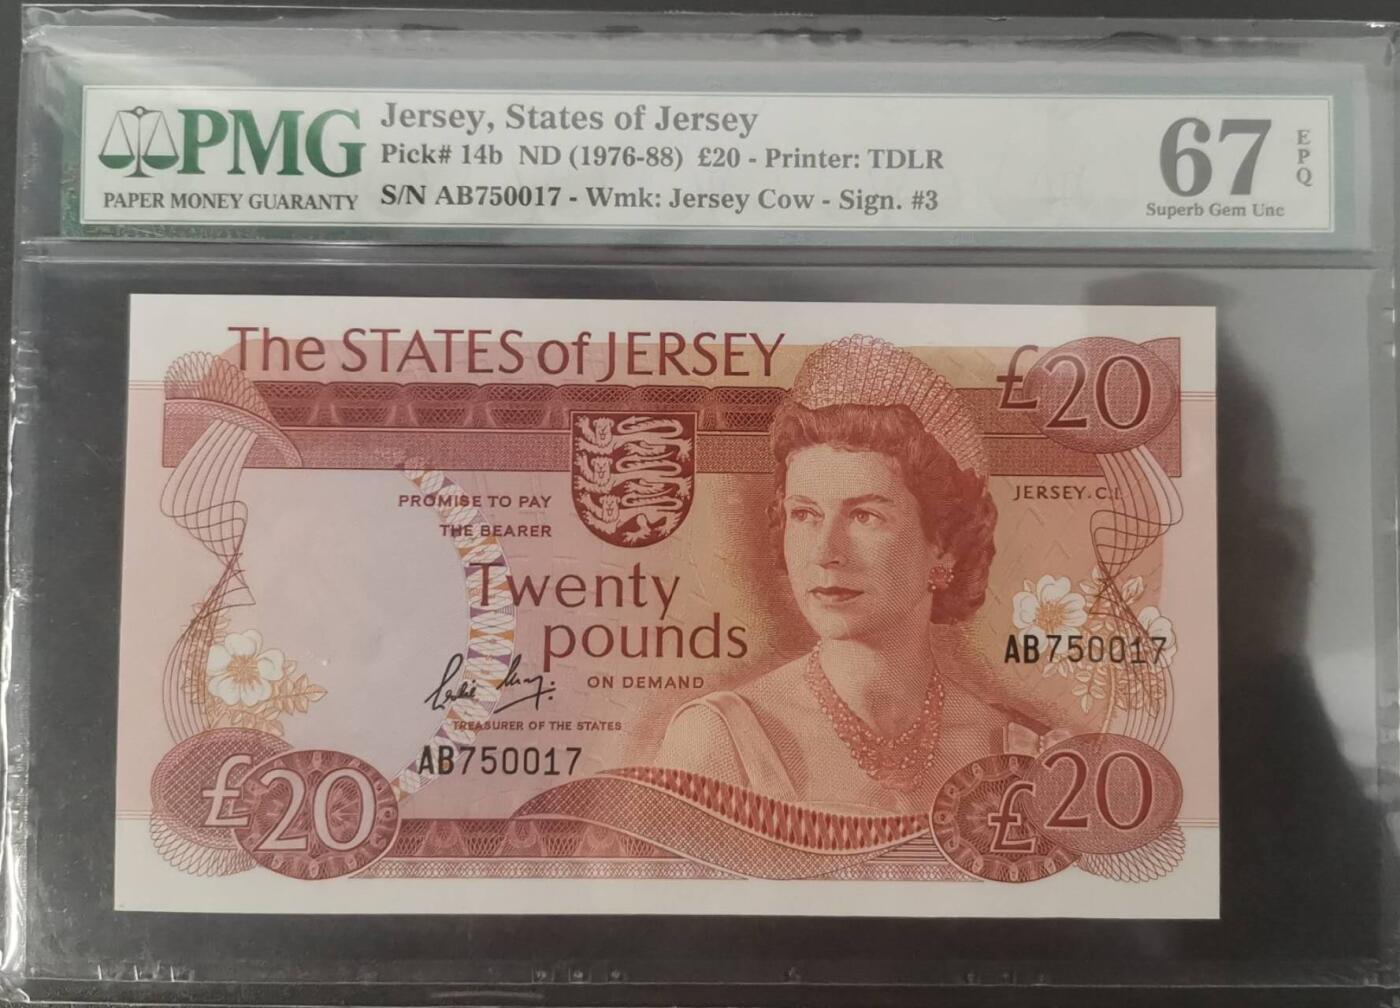 PMG
PAPER MONEY GUARANTY
Jersey, States of Jersey
Pick# 14b ND (1976-88) £20 - Printer: TDLR
S/N AB750017 - Wmk: Jersey Cow - Sign. #3
67
EPQ
Superb Gem Unc
The STATES of JERSEY
£20
JERSEY. C.I.
PROMISE TO PAY
THE BEARER
Twenty
pounds
ON DEMAND
AB750017
TREASURER OF THE STATES
AB750017
£20
£20